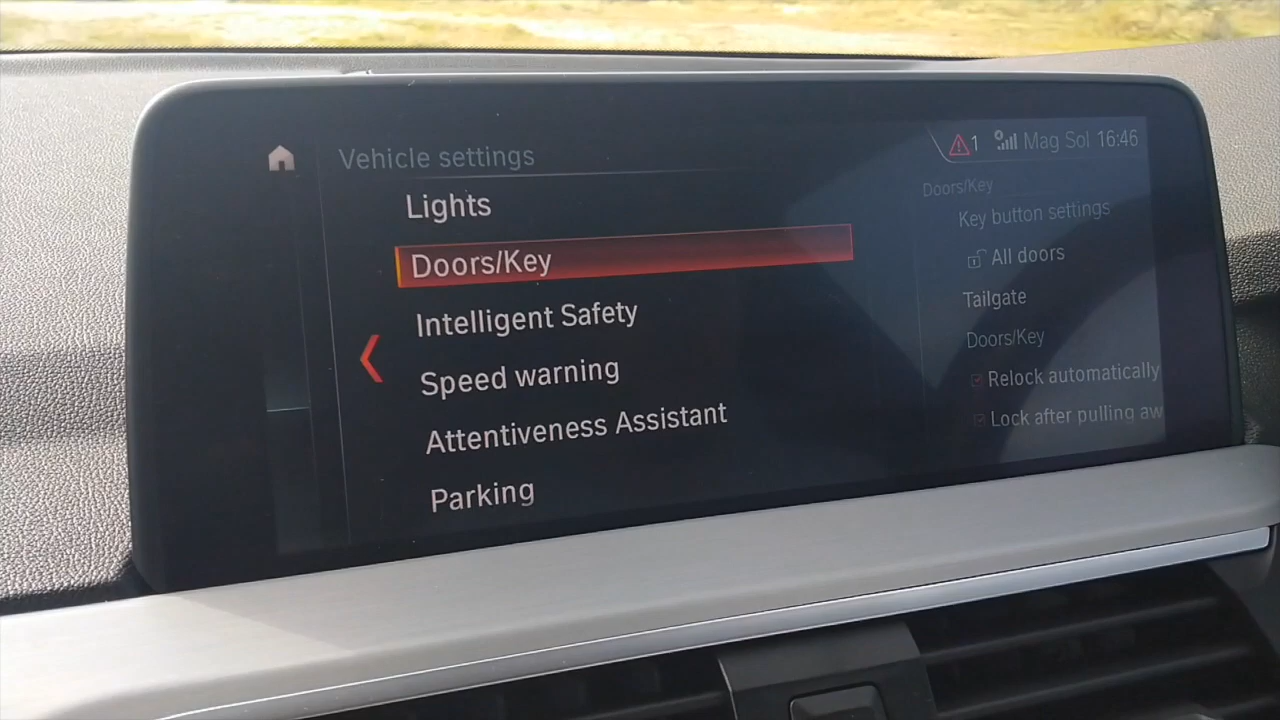 Vehicle settings
Lights
Doors/Key
Intelligent Safety
Speed warning
Attentiveness Assistant
Parking
1 Mag Sol 16:46
Doors/Key
Key button settings
All doors
Tailgate
Doors/Key
Relock automatically
Lock after pulling aw